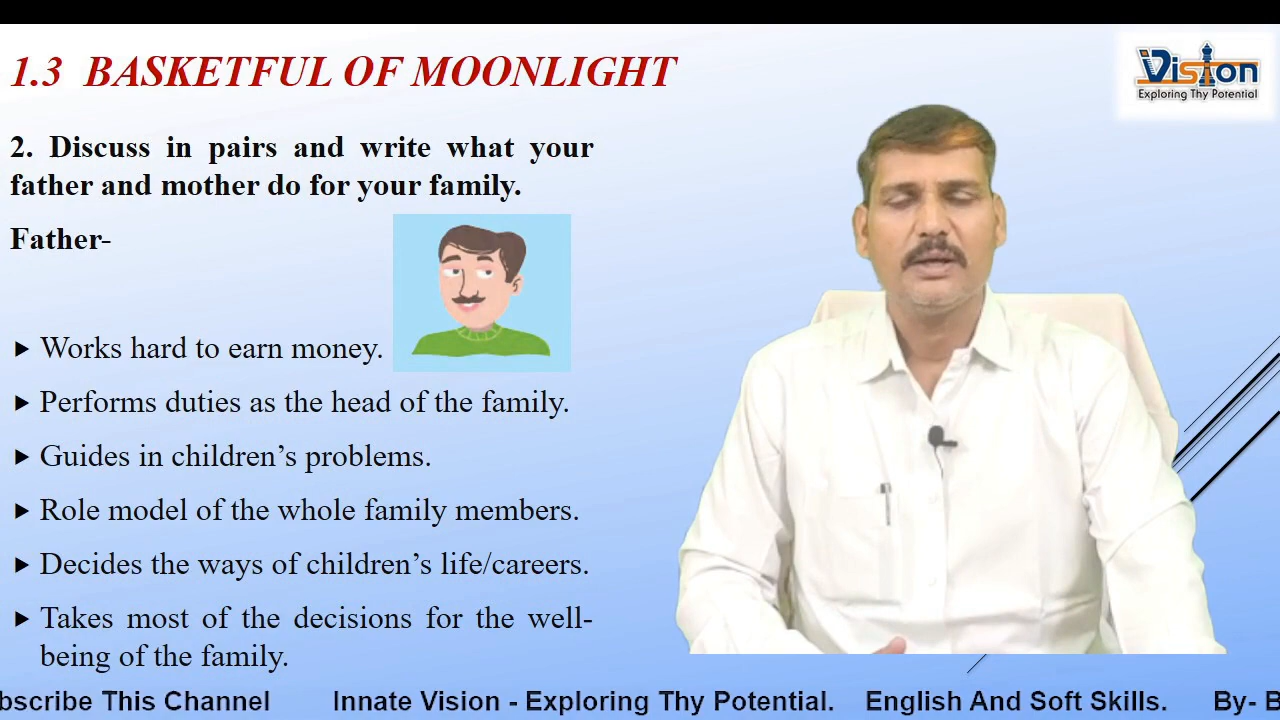 1.3 BASKETFUL OF MOONLIGHT
Vision
Exploring Thy Potential
2. Discuss in pairs and write what your
father and mother do for your family.
Father-
Works hard to earn money.
Performs duties as the head of the family.
Guides in children’s problems.
Role model of the whole family members.
Decides the ways of children’s life/careers.
Takes most of the decisions for the well-
being of the family.
bscribe This Channel Innate Vision - Exploring Thy Potential. English And Soft Skills. By- B